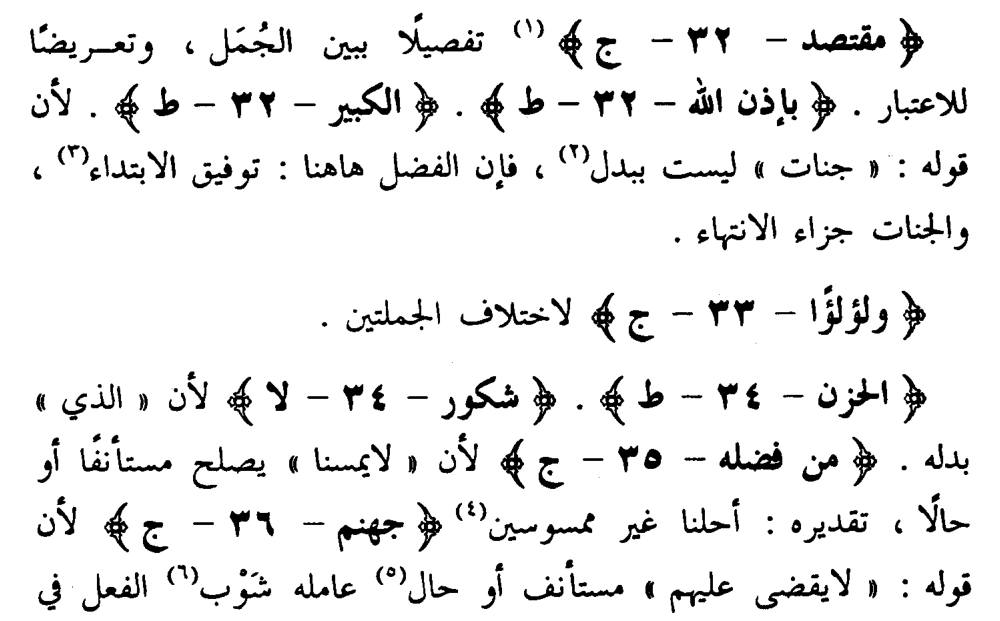 ﴿ مقتصد – ٣٢ – ج ﴾ (١) تفصيلًا ببين الجُمَل ، وتعـريضًا
للاعتبار . ﴿ بإذن الله – ٣٢ – ط ﴾ . ﴿ الكبير – ٣٢ – ط ﴾ . لأن
قوله : « جنات » ليست ببدل(٢) ، فإن الفضل هاهنا : توفيق الابتداء(٣) ،
والجنات جزاء الانتهاء .
﴿ ولؤلؤًا – ٣٣ – ج ﴾ لاختلاف الجملتين .
﴿ الحزن – ٣٤ – ط ﴾ . ﴿ شكور – ٣٤ – لا ﴾ لأن « الذي »
بدله . ﴿ من فضله – ٣٥ – ج ﴾ لأن « لايمسنا » يصلح مستأنفًا أو
حالًا ، تقديره : أحلنا غير ممسوسين(٤) ﴿ جهنم – ٣٦ – ج ﴾ لأن
قوله : « لايقضى عليهم » مستأنف أو حال(٥) عامله شَوْب(٦) الفعل في